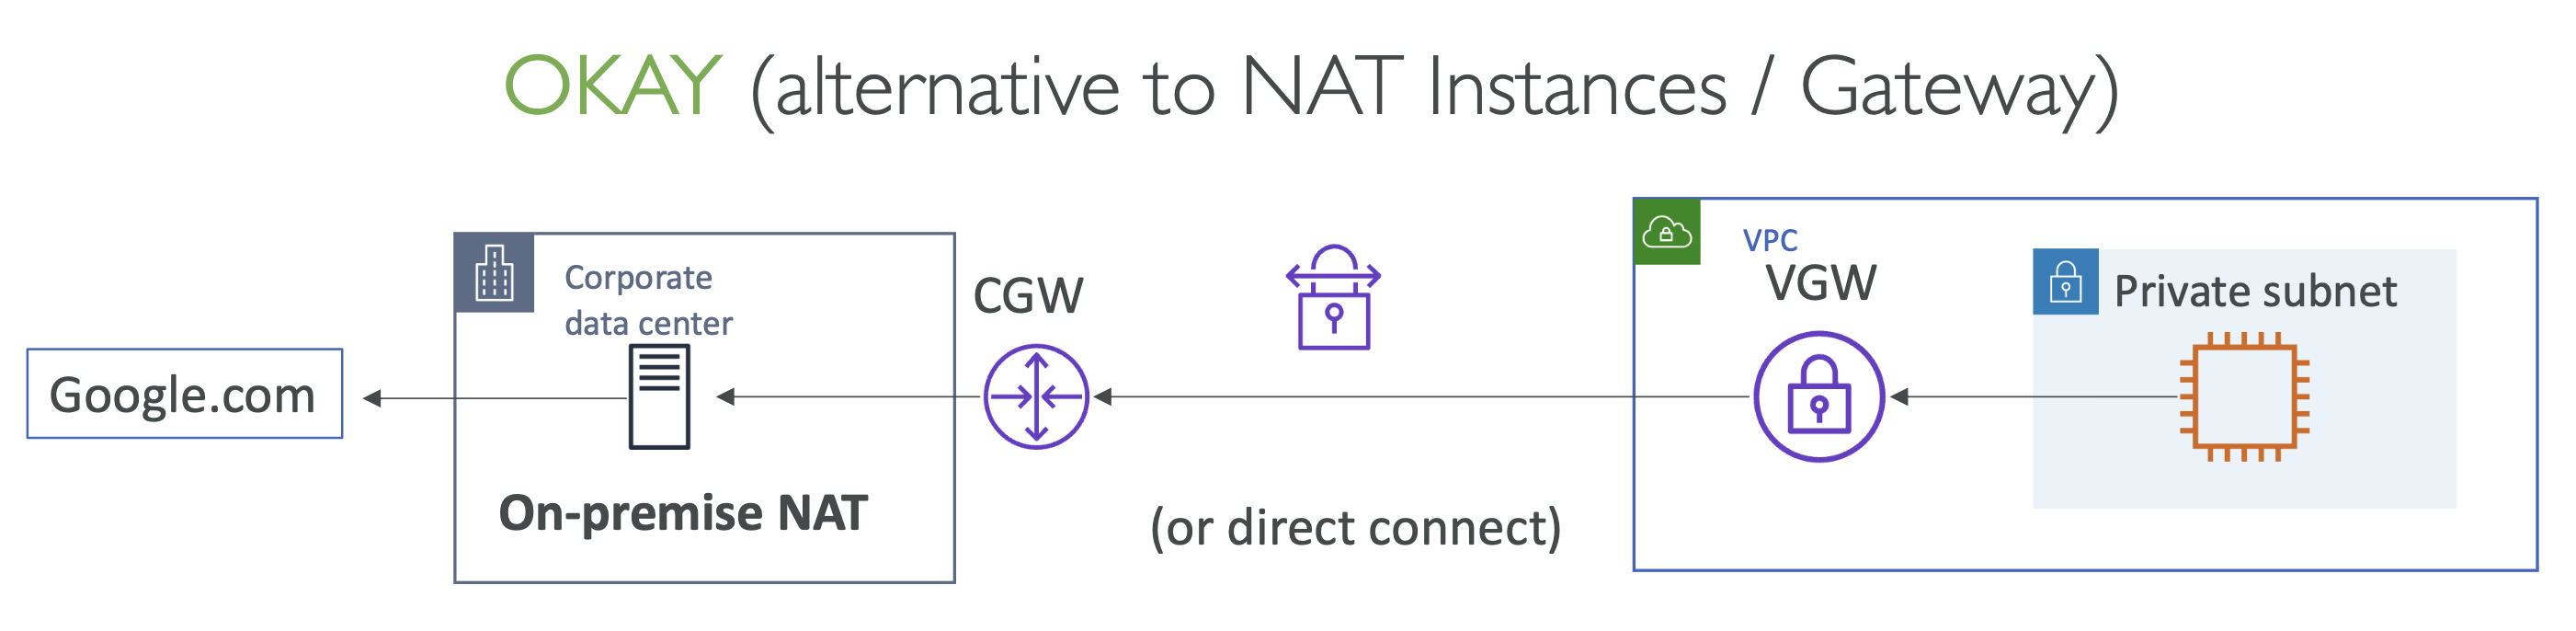 OKAY (alternative to NAT Instances / Gateway)
Google.com
Corporate
data center
On-premise NAT
CGW
(or direct connect)
VPC
VGW
Private subnet